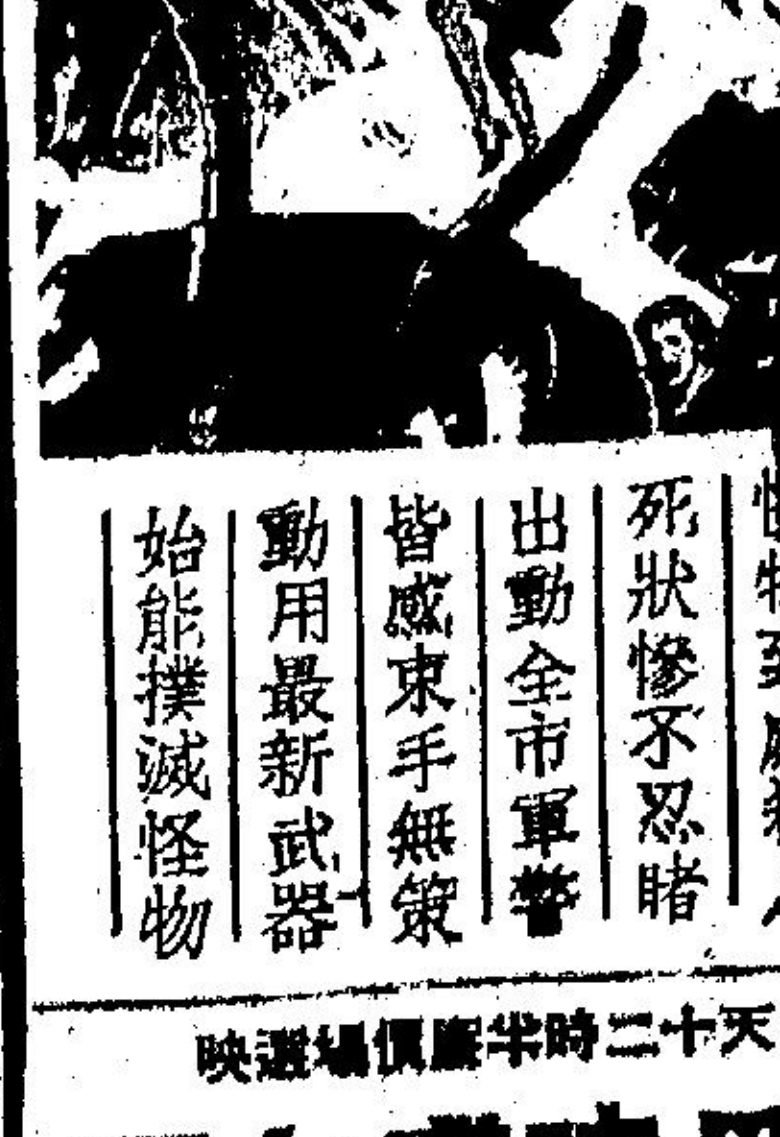 死狀慘不忍睹
出動全市軍警
皆感束手無策
動用最新武器
始能撲滅怪物
天十二時半廉價場選映